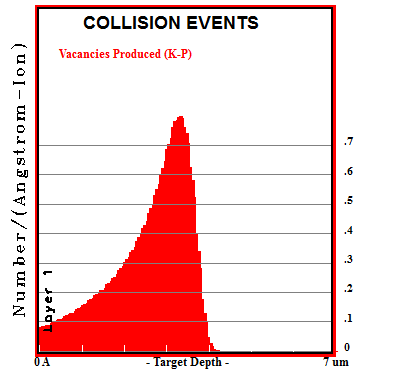 COLLISION EVENTS
Vacancies Produced (K-P)
Number/(Angstrom-Ion)
.7
.6
.5
.4
.3
.2
.1
0
Layer 1
0 A
- Target Depth -
7 um